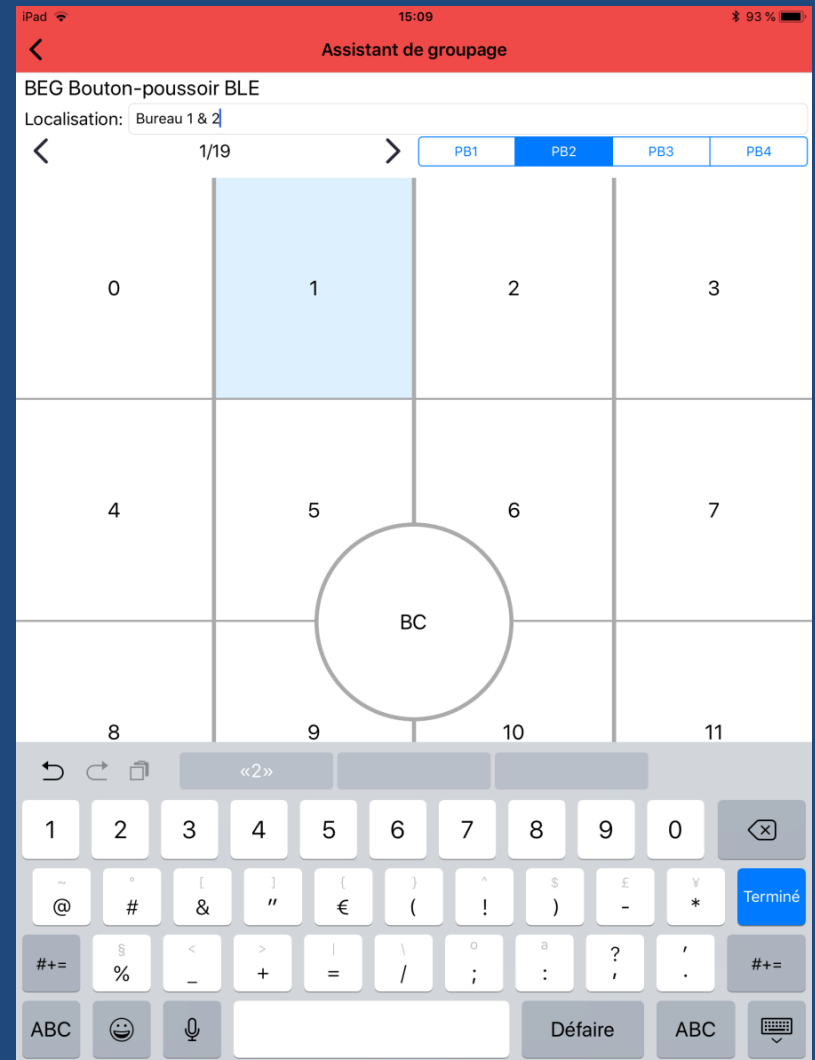 iPad 15:09 93 %
Assistant de groupage
BEG Bouton-poussoir BLE
Localisation: Bureau 1 & 2
1/19 PB1 PB2 PB3 PB4
0 1 2 3
4 5 6 7
BC
8 9 10 11
«2»
1 2 3 4 5 6 7 8 9 0
~ ° [ ] { } ^ $ £ ¥
@ # & " € ( ! ) - * Terminé
§ < > | \ o a ? '
#+= % _ + = / ; : , . #+=
ABC Défaire ABC